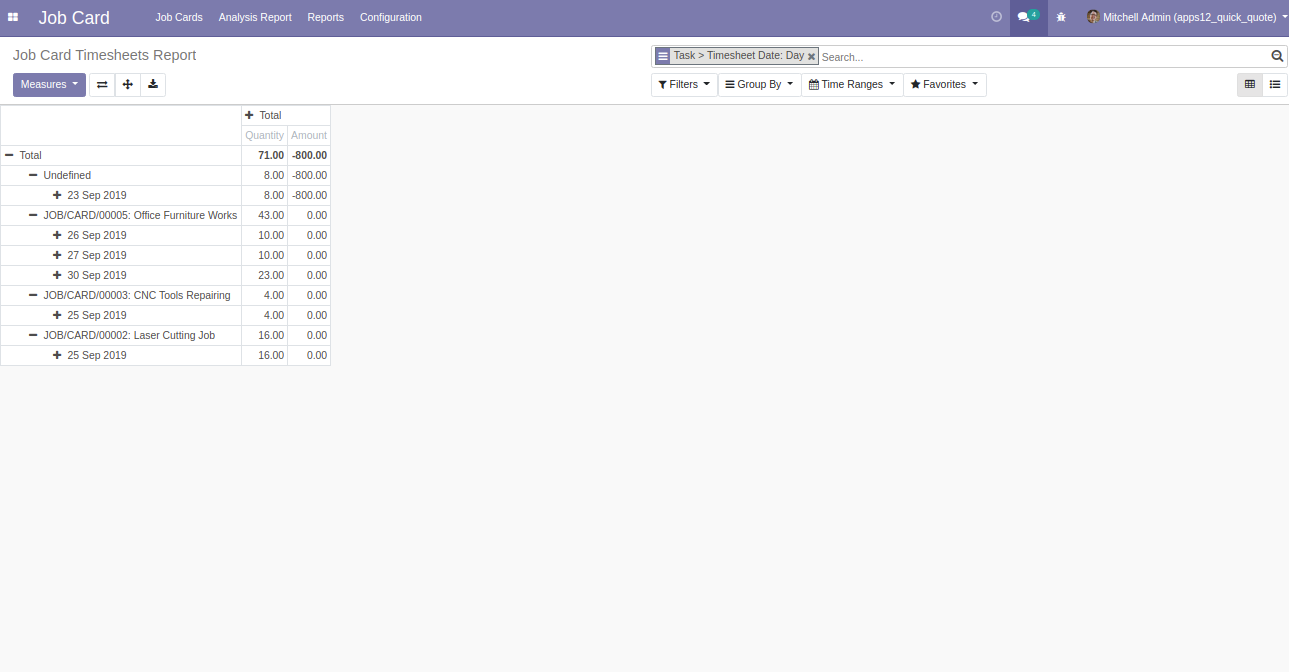 Job Card Job Cards Analysis Report Reports Configuration 4 Mitchell Admin (apps12_quick_quote)
Job Card Timesheets Report
Task > Timesheet Date: Day Search...
Measures Filters Group By Time Ranges Favorites
Total
Quantity Amount
Total 71.00 -800.00
Undefined 8.00 -800.00
23 Sep 2019 8.00 -800.00
JOB/CARD/00005: Office Furniture Works 43.00 0.00
26 Sep 2019 10.00 0.00
27 Sep 2019 10.00 0.00
30 Sep 2019 23.00 0.00
JOB/CARD/00003: CNC Tools Repairing 4.00 0.00
25 Sep 2019 4.00 0.00
JOB/CARD/00002: Laser Cutting Job 16.00 0.00
25 Sep 2019 16.00 0.00